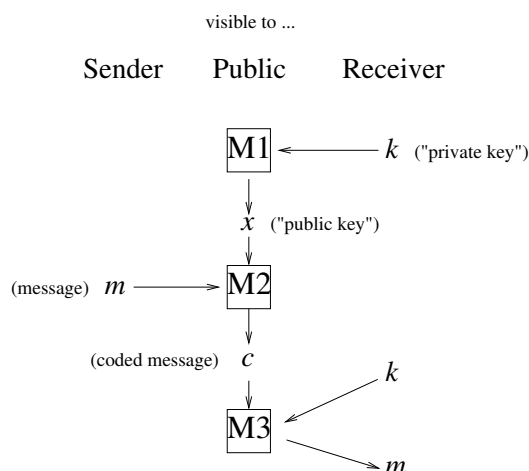 visible to ...
Sender Public Receiver
M1 k ("private key")
x ("public key")
(message) m M2
(coded message) c
k
M3
m